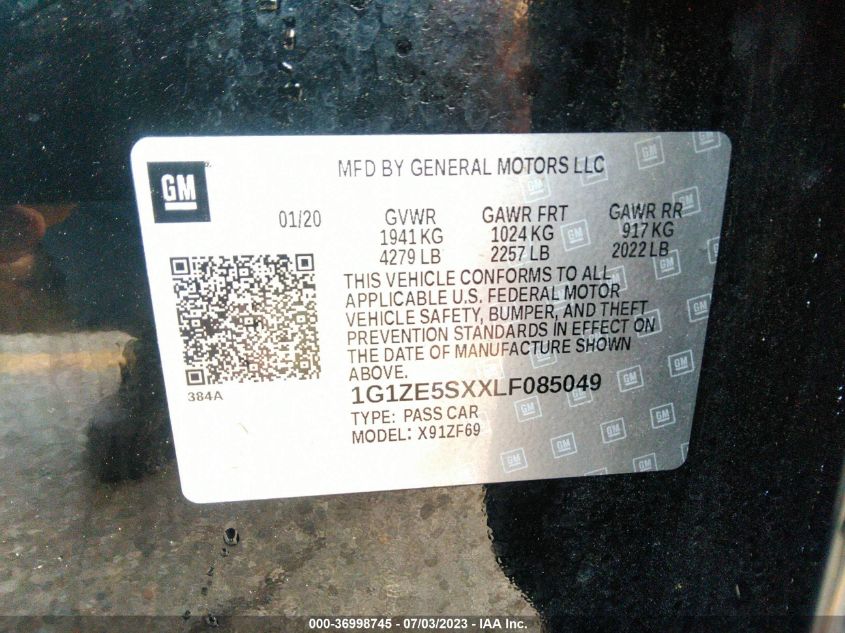 GM
MFD BY GENERAL MOTORS LLC
01/20 GVWR GAWR FRT GAWR RR
1941 KG 1024 KG 917 KG
4279 LB 2257 LB 2022 LB
THIS VEHICLE CONFORMS TO ALL
APPLICABLE U.S. FEDERAL MOTOR
VEHICLE SAFETY, BUMPER, AND THEFT
PREVENTION STANDARDS IN EFFECT ON
THE DATE OF MANUFACTURE SHOWN
ABOVE.
384A
1G1ZE5SXXLF085049
TYPE: PASS CAR
MODEL: X91ZF69
000-36998745 - 07/03/2023 - IAA Inc.